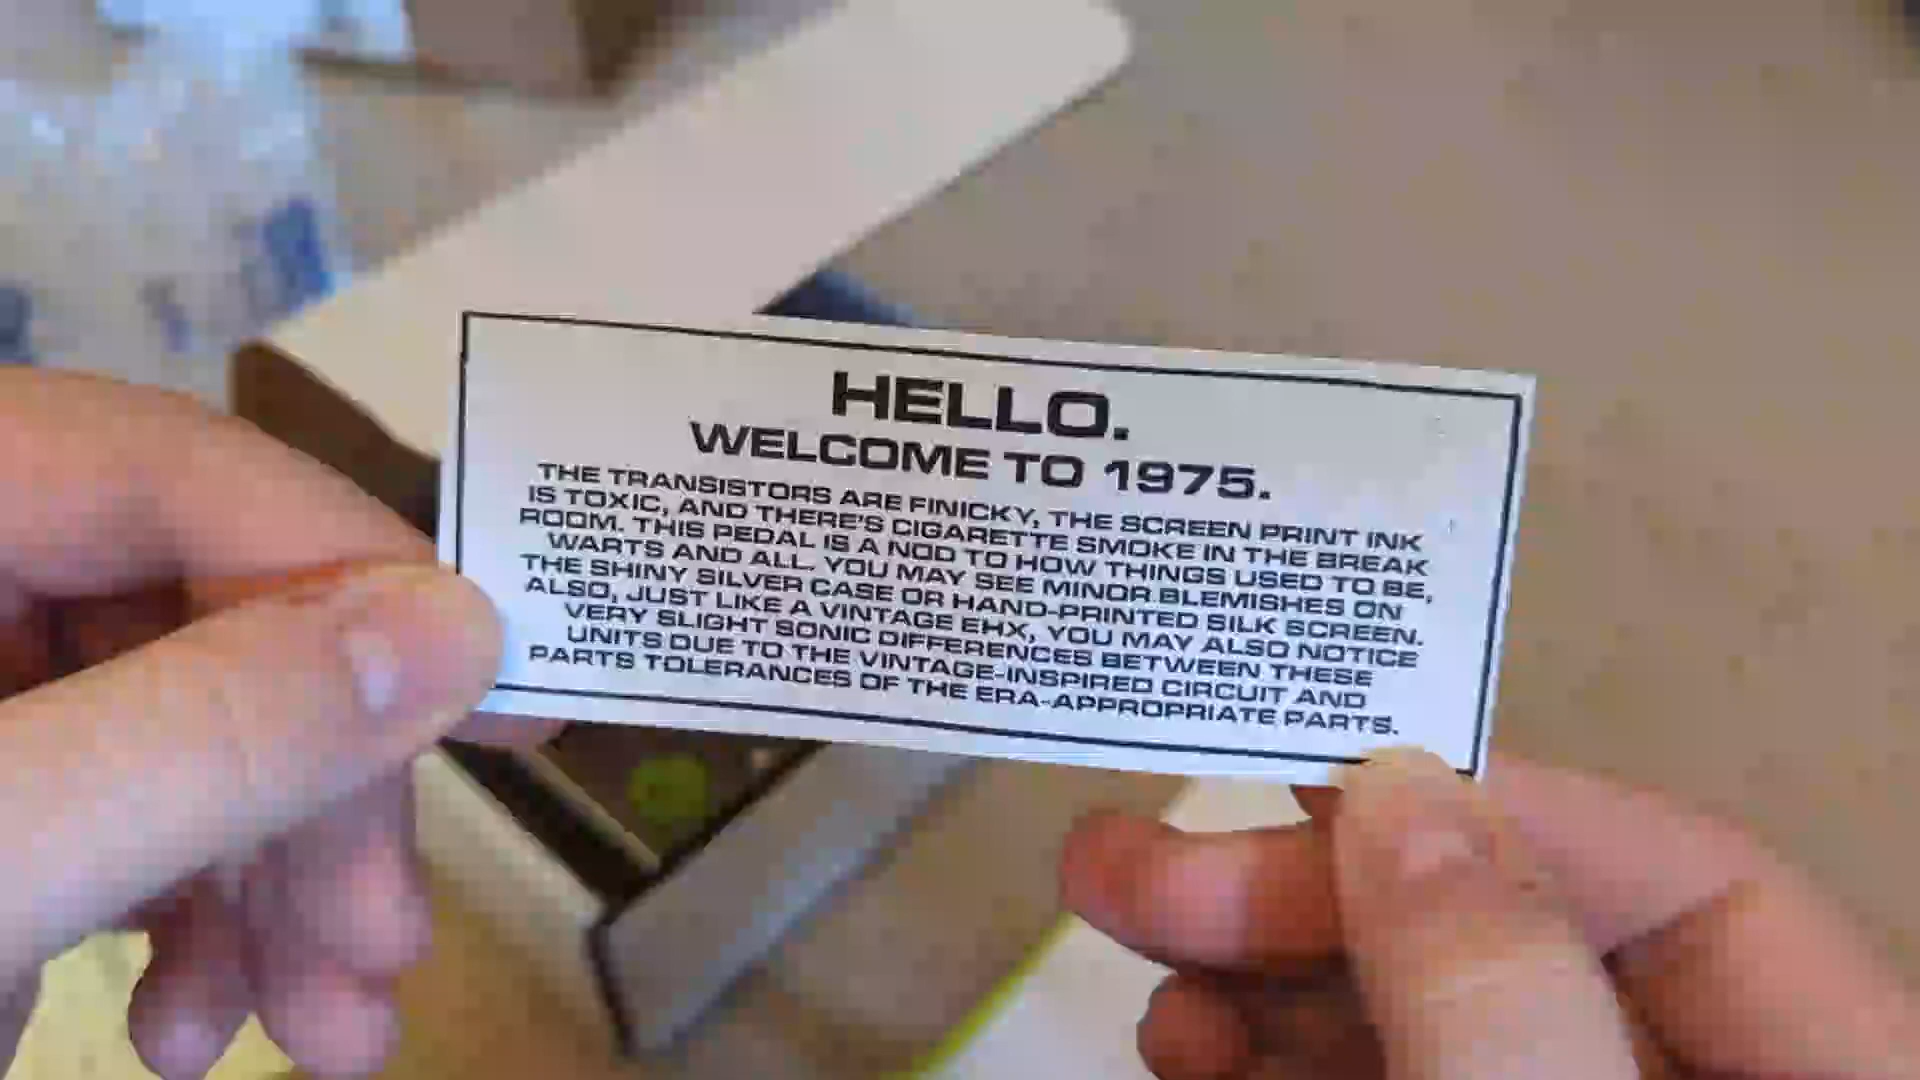 HELLO.
WELCOME TO 1975.
THE TRANSISTORS ARE FINICKY, THE SCREEN PRINT INK
IS TOXIC, AND THERE'S CIGARETTE SMOKE IN THE BREAK
ROOM. THIS PEDAL IS A NOD TO HOW THINGS USED TO BE,
WARTS AND ALL. YOU MAY SEE MINOR BLEMISHES ON
THE SHINY SILVER CASE OR HAND-PRINTED SILK SCREEN.
ALSO, JUST LIKE A VINTAGE EHX, YOU MAY ALSO NOTICE
VERY SLIGHT SONIC DIFFERENCES BETWEEN THESE
UNITS DUE TO THE VINTAGE-INSPIRED CIRCUIT AND
PARTS TOLERANCES OF THE ERA-APPROPRIATE PARTS.